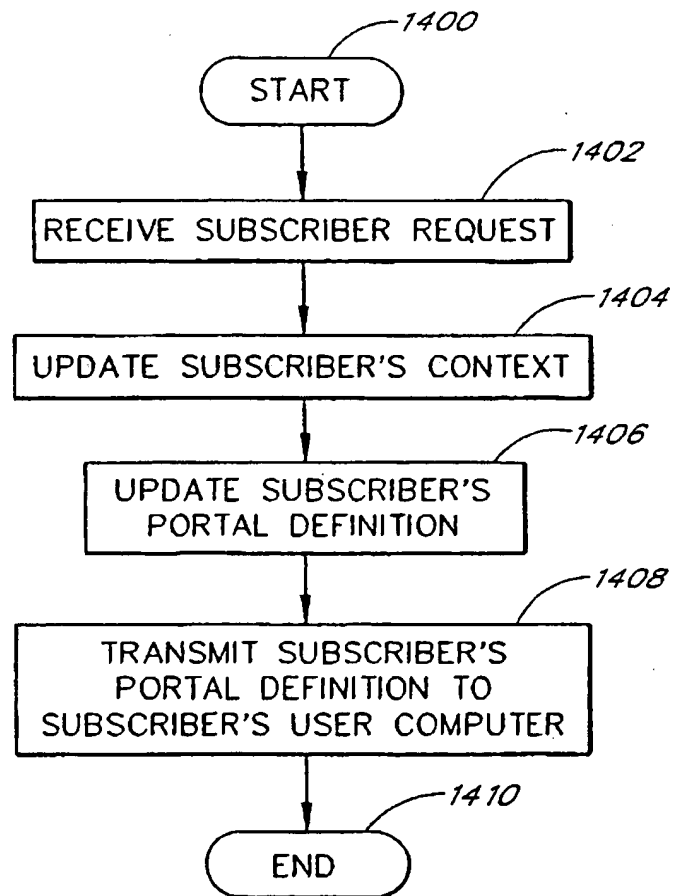 1400
START
1402
RECEIVE SUBSCRIBER REQUEST
1404
UPDATE SUBSCRIBER'S CONTEXT
1406
UPDATE SUBSCRIBER'S
PORTAL DEFINITION
1408
TRANSMIT SUBSCRIBER'S
PORTAL DEFINITION TO
SUBSCRIBER'S USER COMPUTER
1410
END